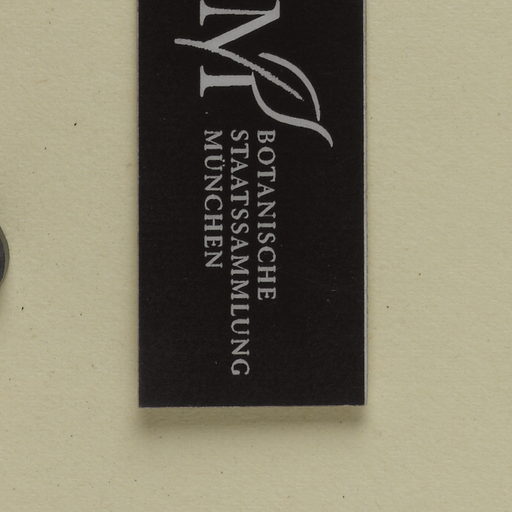 M
BOTANISCHE
STAATSSAMMLUNG
MÜNCHEN